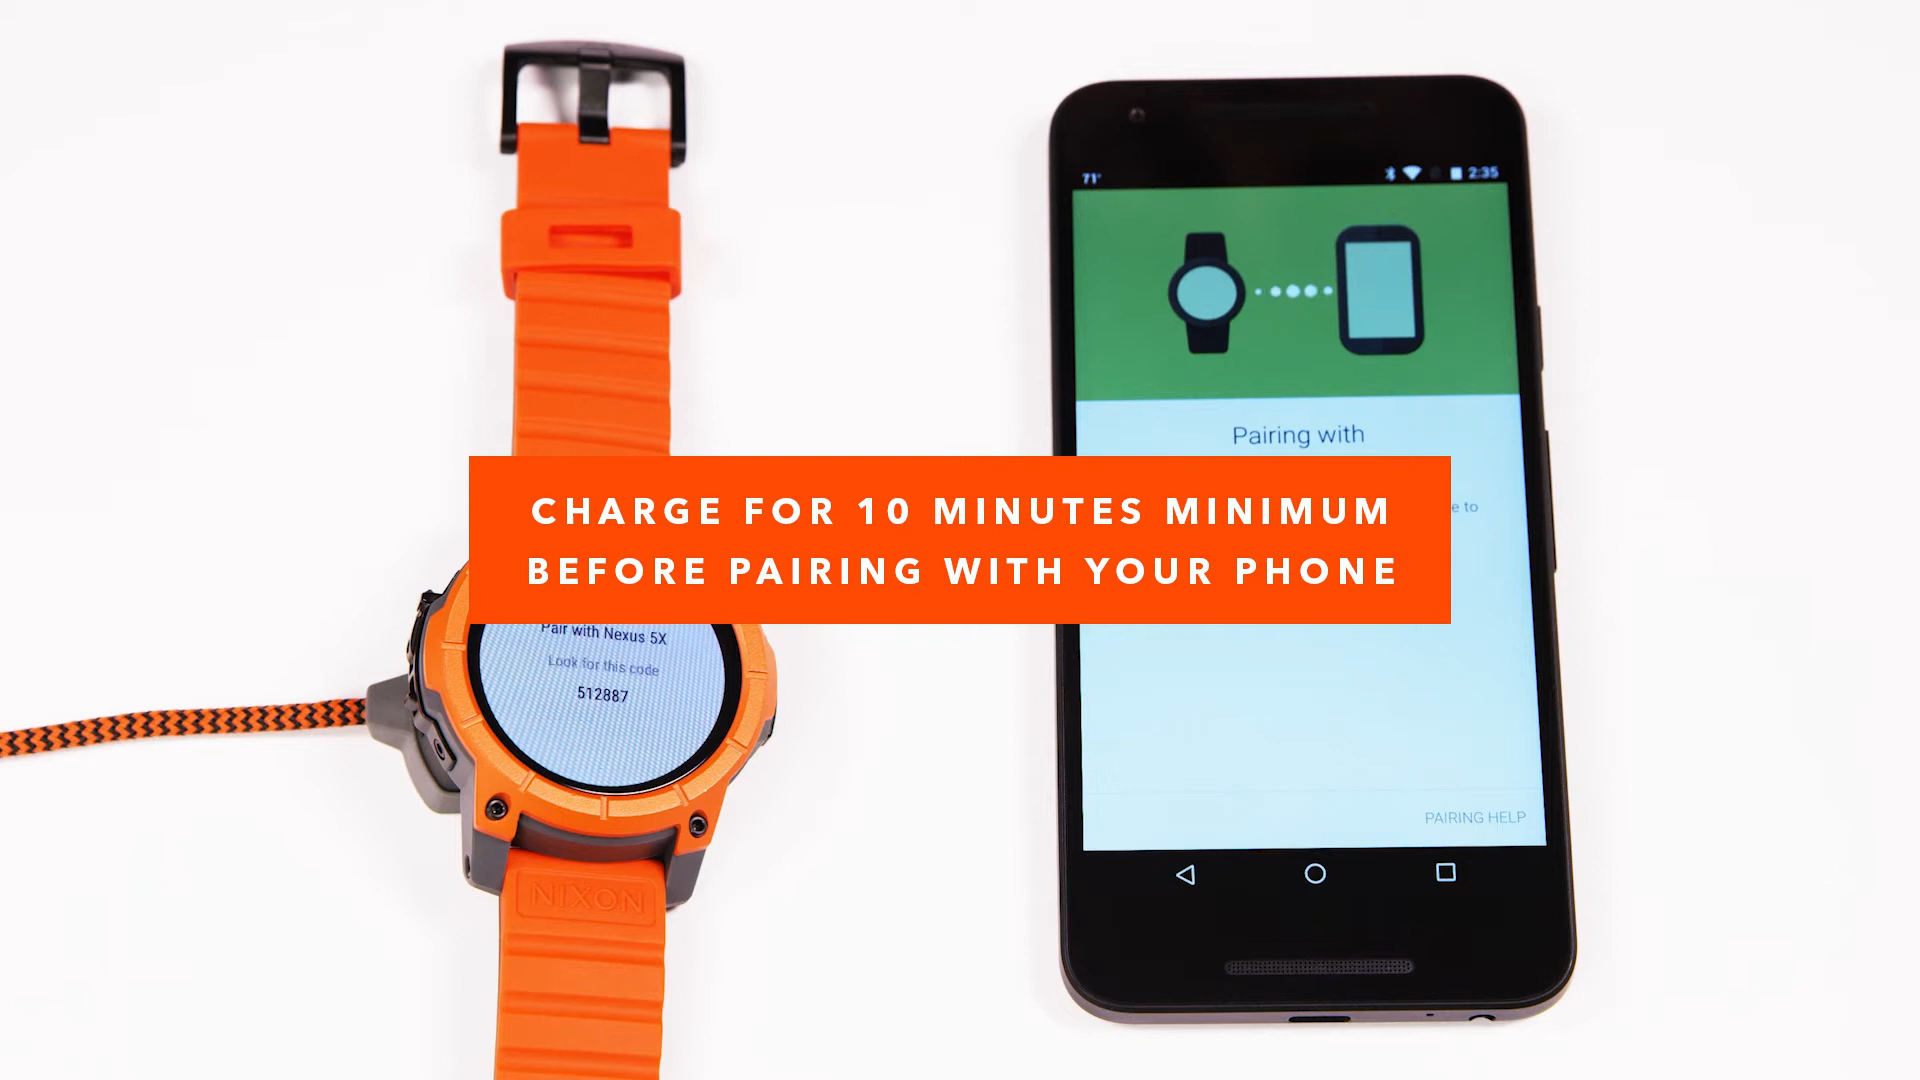 71°
2:35
Pairing with
e to
CHARGE FOR 10 MINUTES MINIMUM
BEFORE PAIRING WITH YOUR PHONE
Pair with Nexus 5X
Look for this code
512887
PAIRING HELP
NIXON